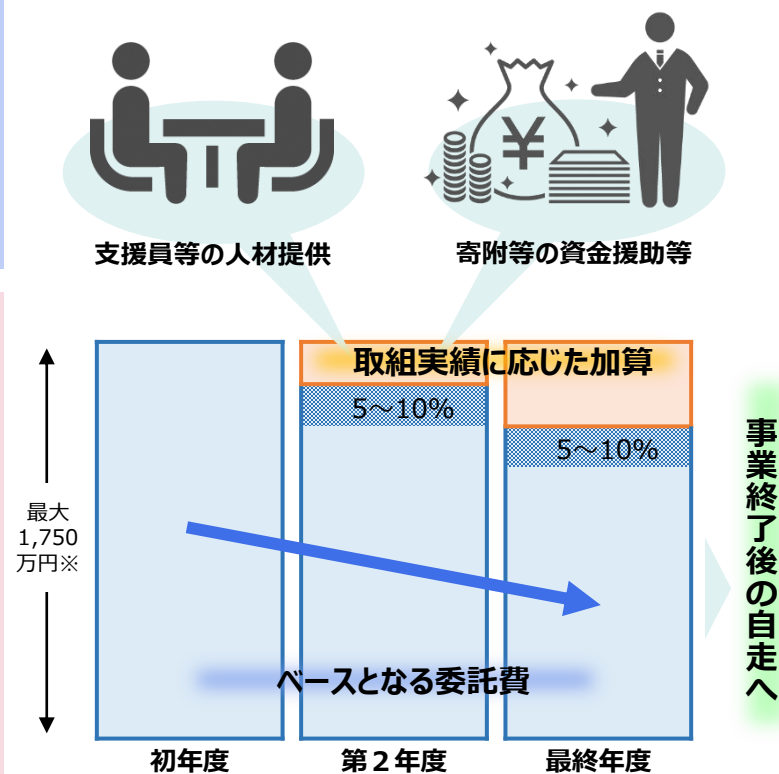 ¥
支援員等の人材提供
寄附等の資金援助等
取組実績に応じた加算
5～10%
5～10%
最大
1,750
万円※
ベースとなる委託費
初年度
第２年度
最終年度
事業終了後の自走へ